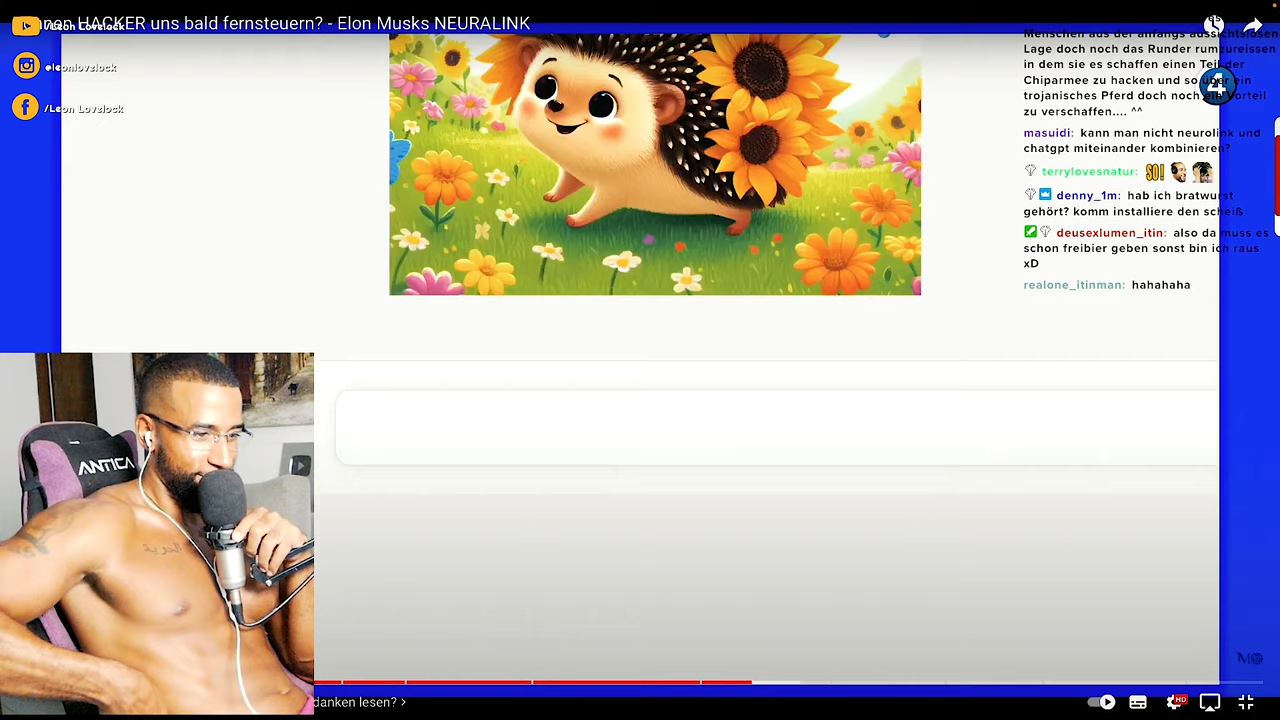 HACKER uns bald fernsteuern? - Elon Musks NEURALINK
/Leon Lovelock
leonlovelock
/Leon Lovelock
Menschen aus der anfangs aussichtslosen
Lage doch noch das Runder rumzureissen
in dem sie es schaffen einen Teil der
Chiparmee zu hacken und so über ein
trojanisches Pferd doch noch ein Vorteil
zu verschaffen.... ^^
masuidi: kann man nicht neurolink und
chatgpt miteinander kombinieren?
terrylovesnatur: SO!
denny_1m: hab ich bratwurst
gehört? komm installiere den scheiß
deusexlumen_itin: also da muss es
schon freibier geben sonst bin ich raus
xD
realone_itinman: hahahaha
ANTICA
danken lesen? >
HD